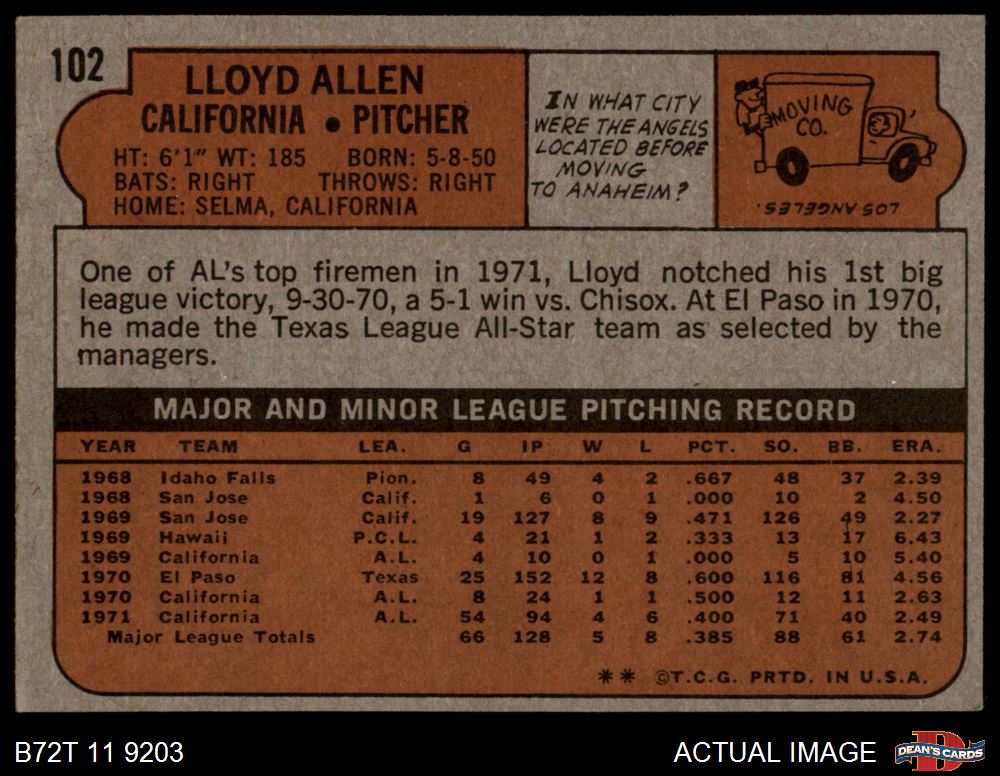 102
LLOYD ALLEN
CALIFORNIA • PITCHER
HT: 6'1" WT: 185 BORN: 5-8-50
BATS: RIGHT THROWS: RIGHT
HOME: SELMA, CALIFORNIA
IN WHAT CITY
WERE THE ANGELS
LOCATED BEFORE
MOVING
TO ANAHEIM?
MOVING
CO.
LOS ANGELES.
One of AL's top firemen in 1971, Lloyd notched his 1st big
league victory, 9-30-70, a 5-1 win vs. Chisox. At El Paso in 1970,
he made the Texas League All-Star team as selected by the
managers.
MAJOR AND MINOR LEAGUE PITCHING RECORD
YEAR TEAM LEA. G IP W L PCT. SO. BB. ERA.
1968 Idaho Falls Pion. 8 49 4 2 .667 48 37 2.39
1968 San Jose Calif. 1 6 0 1 .000 10 2 4.50
1969 San Jose Calif. 19 127 8 9 .471 126 49 2.27
1969 Hawaii P.C.L. 4 21 1 2 .333 13 17 6.43
1969 California A.L. 4 10 0 1 .000 5 10 5.40
1970 El Paso Texas 25 152 12 8 .600 116 81 4.56
1970 California A.L. 8 24 1 1 .500 12 11 2.63
1971 California A.L. 54 94 4 6 .400 71 40 2.49
Major League Totals 66 128 5 8 .385 88 61 2.74
** ©T.C.G. PRTD. IN U.S.A.
B72T 11 9203
ACTUAL IMAGE
D
DEAN'S CARDS